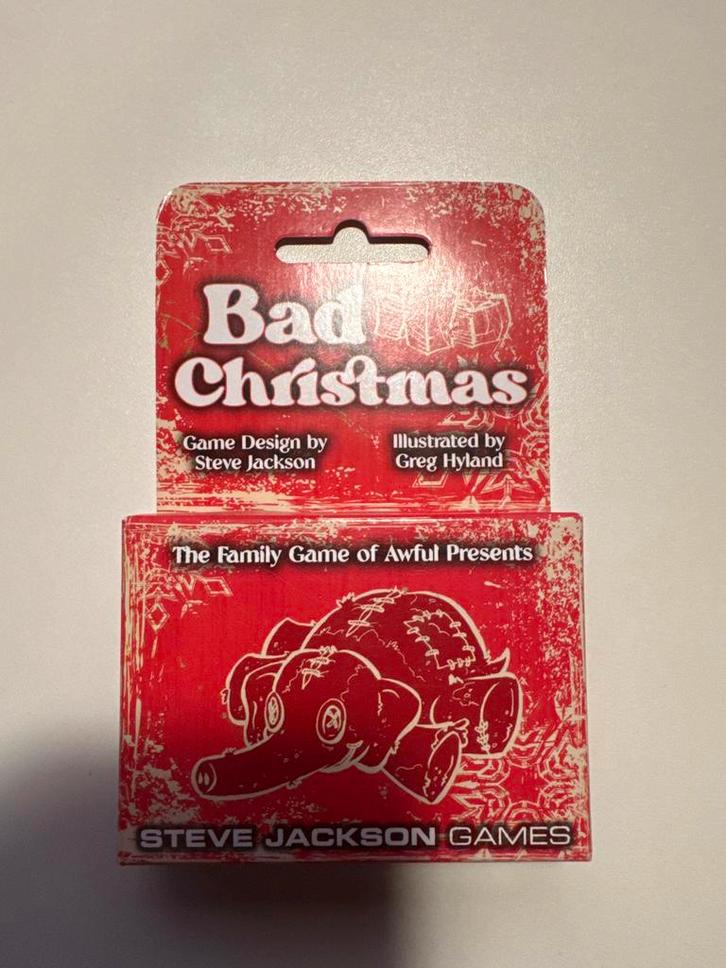 Bad
Christmas™
Game Design by
Steve Jackson
Illustrated by
Greg Hyland
The Family Game of Awful Presents
STEVE JACKSON GAMES